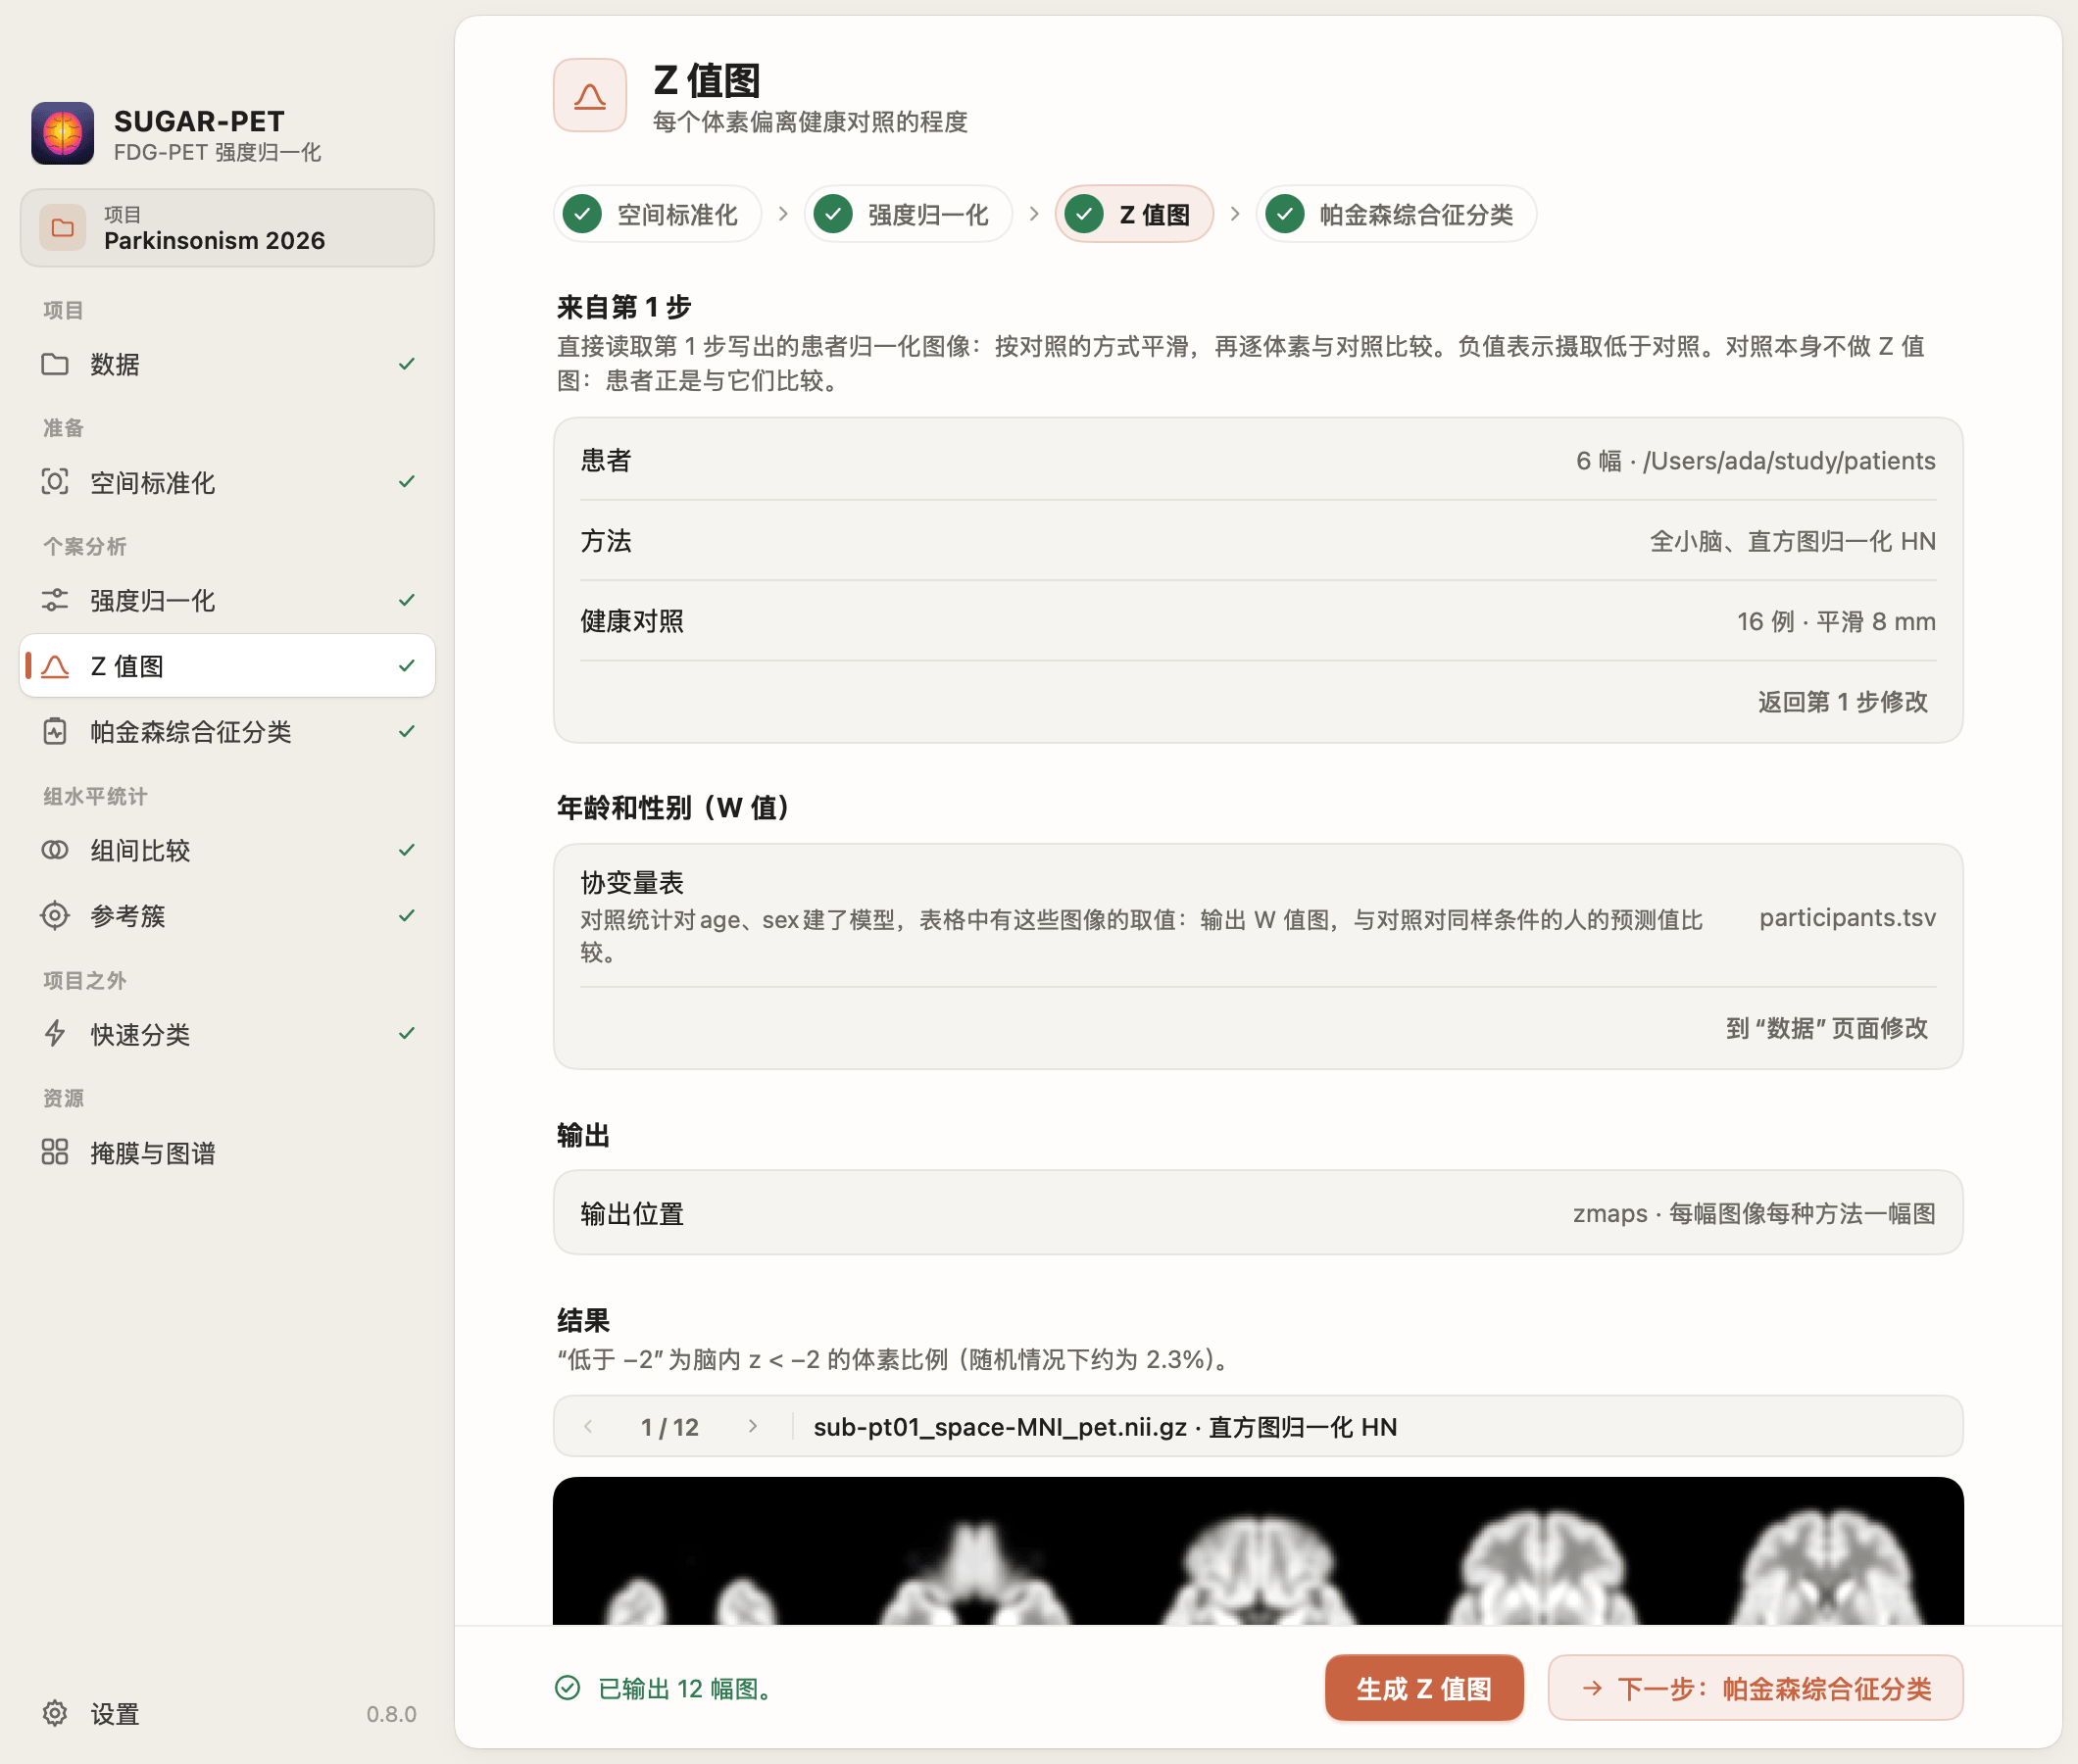 SUGAR-PET
FDG-PET 强度归一化
项目
Parkinsonism 2026
项目
数据
准备
空间标准化
个案分析
强度归一化
Z 值图
帕金森综合征分类
组水平统计
组间比较
参考簇
项目之外
快速分类
资源
掩膜与图谱
设置
0.8.0
Z 值图
每个体素偏离健康对照的程度
空间标准化
强度归一化
Z 值图
帕金森综合征分类
来自第 1 步
直接读取第 1 步写出的患者归一化图像：按对照的方式平滑，再逐体素与对照比较。负值表示摄取低于对照。对照本身不做 Z 值
图：患者正是与它们比较。
患者
6 幅 · /Users/ada/study/patients
方法
全小脑、直方图归一化 HN
健康对照
16 例 · 平滑 8 mm
返回第 1 步修改
年龄和性别（W 值）
协变量表
对照统计对 age、sex 建了模型，表格中有这些图像的取值：输出 W 值图，与对照对同样条件的人的预测值比
较。
participants.tsv
到“数据”页面修改
输出
输出位置
zmaps · 每幅图像每种方法一幅图
结果
“低于 −2”为脑内 z < −2 的体素比例（随机情况下约为 2.3%）。
1 / 12
sub-pt01_space-MNI_pet.nii.gz · 直方图归一化 HN
已输出 12 幅图。
生成 Z 值图
→ 下一步：帕金森综合征分类